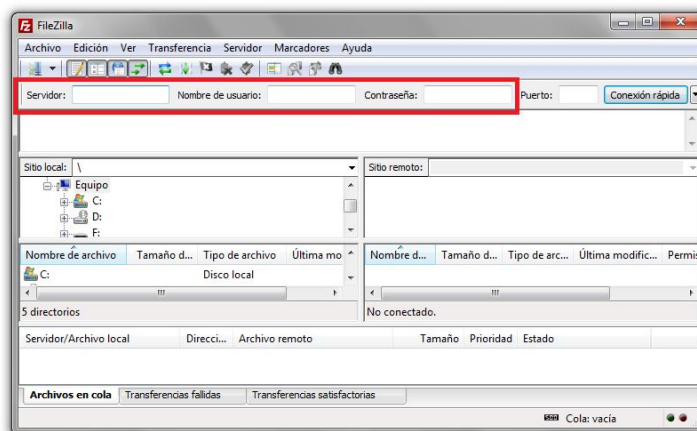 FileZilla
Archivo Edición Ver Transferencia Servidor Marcadores Ayuda
Servidor: Nombre de usuario: Contraseña: Puerto: Conexión rápida
Sitio local: \ Sitio remoto:
Equipo
C:
D:
F:
Nombre de archivo Tamaño d... Tipo de archivo Última mo Nombre d... Tamaño d... Tipo de arc... Última modific... Permis
C: Disco local
5 directorios No conectado.
Servidor/Archivo local Direcci... Archivo remoto Tamaño Prioridad Estado
Archivos en cola Transferencias fallidas Transferencias satisfactorias
Cola: vacía